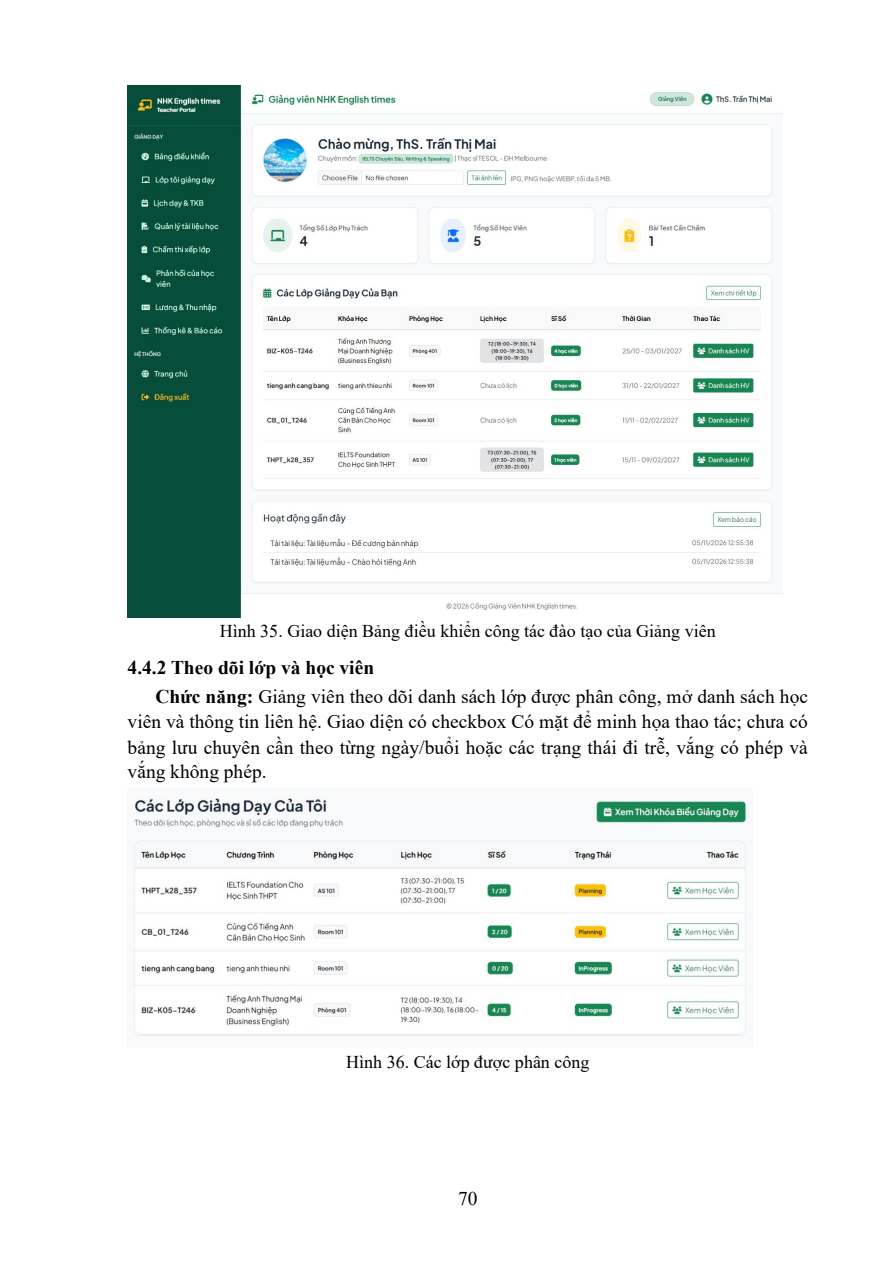 NHK English times
Teacher Portal
GIẢNG DẠY
Bảng điều khiển
Lớp tôi giảng dạy
Lịch dạy & TKB
Quản lý tài liệu học
Chấm thi xếp lớp
Phản hồi của học
viên
Lương & Thu nhập
Thống kê & Báo cáo
HỆ THỐNG
Trang chủ
Đăng xuất
Giảng viên NHK English times
Giảng Viên
ThS. Trần Thị Mai
Chào mừng, ThS. Trần Thị Mai
Chuyên môn: IELTS Chuyên Sâu, Writing & Speaking | Thạc sĩ TESOL - ĐH Melbourne
Choose File No file chosen
Tải ảnh lên
JPG, PNG hoặc WEBP, tối đa 5 MB.
Tổng Số Lớp Phụ Trách
4
Tổng Số Học Viên
5
Bài Test Cần Chấm
1
Các Lớp Giảng Dạy Của Bạn
Xem chi tiết lớp
Tên Lớp Khóa Học Phòng Học Lịch Học Sĩ Số Thời Gian Thao Tác
BIZ-K05-T246 Tiếng Anh Thương Mại Doanh Nghiệp (Business English) Phòng 401 T2 (18:00-19:30), T4 (18:00-19:30), T6 (18:00-19:30) 4 học viên 25/10 - 03/01/2027 Danh sách HV
tieng anh cang bang tieng anh thieu nhi Room 101 Chưa có lịch 0 học viên 31/10 - 22/01/2027 Danh sách HV
CB_01_T246 Củng Cố Tiếng Anh Căn Bản Cho Học Sinh Room 101 Chưa có lịch 2 học viên 11/11 - 02/02/2027 Danh sách HV
THPT_k28_357 IELTS Foundation Cho Học Sinh THPT AS 101 T3 (07:30-21:00), T5 (07:30-21:00), T7 (07:30-21:00) 1 học viên 15/11 - 09/02/2027 Danh sách HV
Hoạt động gần đây
Xem báo cáo
Tải tài liệu: Tài liệu mẫu - Đề cương bản nháp 05/11/2026 12:55:38
Tải tài liệu: Tài liệu mẫu - Chào hỏi tiếng Anh 05/11/2026 12:55:38
© 2026 Cổng Giảng Viên NHK English times.
Hình 35. Giao diện Bảng điều khiển công tác đào tạo của Giảng viên
4.4.2 Theo dõi lớp và học viên
Chức năng: Giảng viên theo dõi danh sách lớp được phân công, mở danh sách học
viên và thông tin liên hệ. Giao diện có checkbox Có mặt để minh họa thao tác; chưa có
bảng lưu chuyên cần theo từng ngày/buổi hoặc các trạng thái đi trễ, vắng có phép và
vắng không phép.
Các Lớp Giảng Dạy Của Tôi
Theo dõi lịch học, phòng học và sĩ số các lớp đang phụ trách
Xem Thời Khóa Biểu Giảng Dạy
Tên Lớp Học Chương Trình Phòng Học Lịch Học Sĩ Số Trạng Thái Thao Tác
THPT_k28_357 IELTS Foundation Cho Học Sinh THPT AS 101 T3 (07:30-21:00), T5 (07:30-21:00), T7 (07:30-21:00) 1 / 20 Planning Xem Học Viên
CB_01_T246 Củng Cố Tiếng Anh Căn Bản Cho Học Sinh Room 101 2 / 20 Planning Xem Học Viên
tieng anh cang bang tieng anh thieu nhi Room 101 0 / 20 InProgress Xem Học Viên
BIZ-K05-T246 Tiếng Anh Thương Mại Doanh Nghiệp (Business English) Phòng 401 T2 (18:00-19:30), T4 (18:00-19:30), T6 (18:00-19:30) 4 / 15 InProgress Xem Học Viên
Hình 36. Các lớp được phân công
70